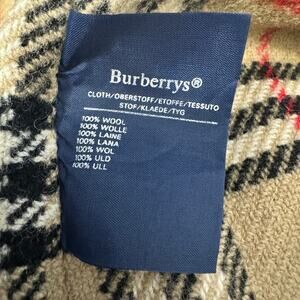 Burberrys®
CLOTH/OBERSTOFF/ETOFFE/TESSUTO
STOF/KLAEDE/TYG
100% WOOL
100% WOLLE
100% LAINE
100% LANA
100% WOL
100% ULD
100% ULL